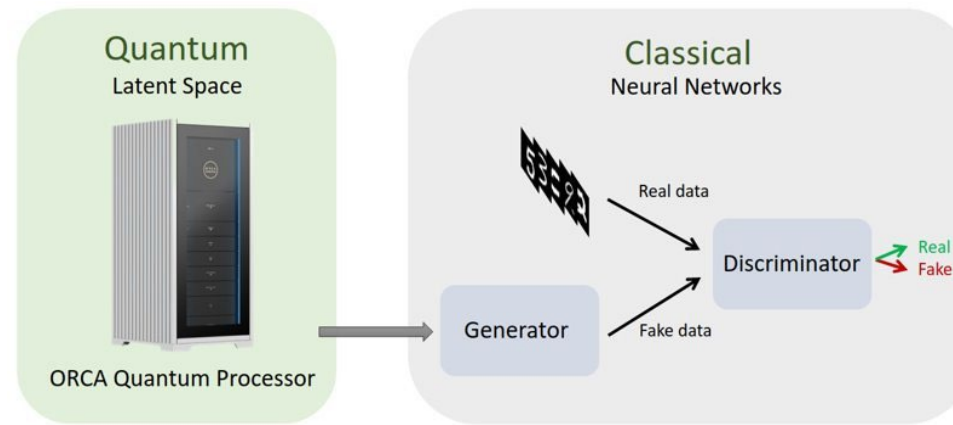 Quantum
Latent Space
ORCA Quantum Processor
Classical
Neural Networks
Real data
Generator
Fake data
Discriminator
Real
Fake